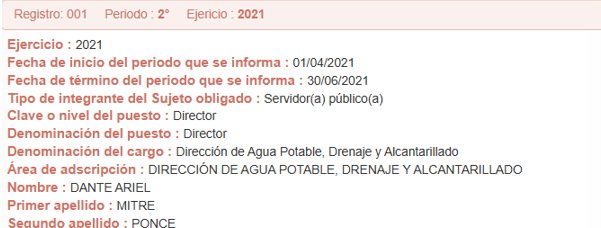 Registro: 001 Periodo : 2° Ejericio : 2021
Ejercicio : 2021
Fecha de inicio del periodo que se informa : 01/04/2021
Fecha de término del periodo que se informa : 30/06/2021
Tipo de integrante del Sujeto obligado : Servidor(a) público(a)
Clave o nivel del puesto : Director
Denominación del puesto : Director
Denominación del cargo : Dirección de Agua Potable, Drenaje y Alcantarillado
Área de adscripción : DIRECCIÓN DE AGUA POTABLE, DRENAJE Y ALCANTARILLADO
Nombre : DANTE ARIEL
Primer apellido : MITRE
Segundo apellido : PONCE